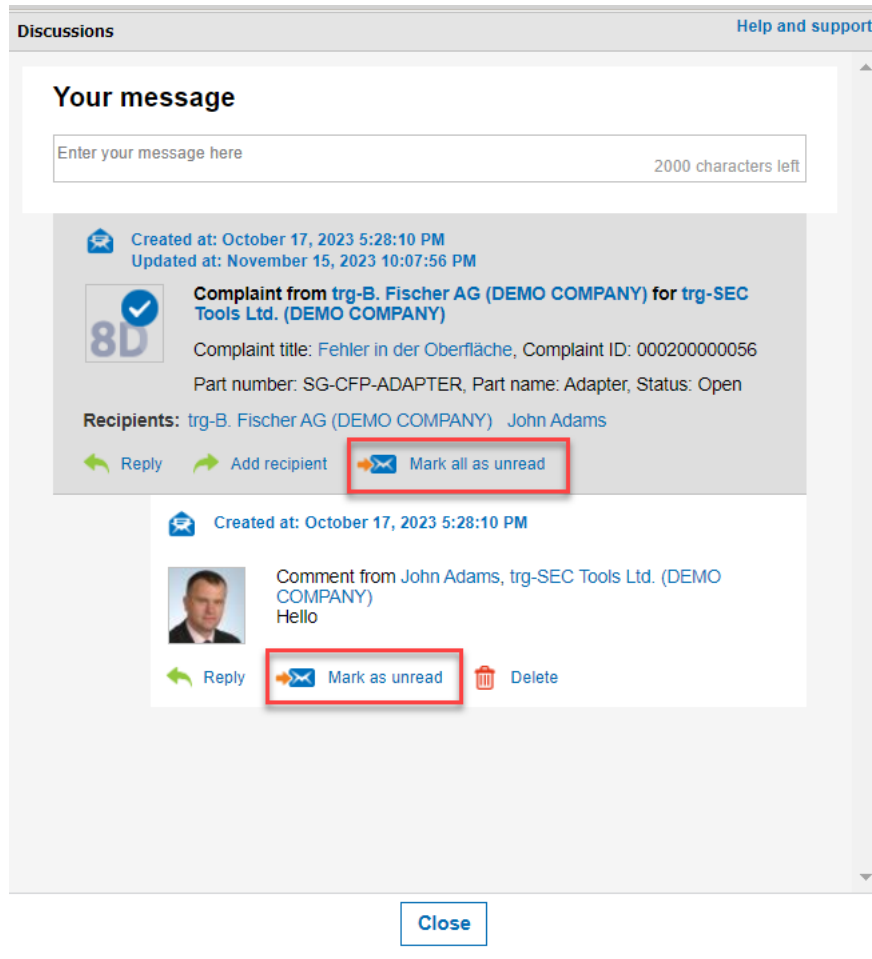 Discussions
Help and support
Your message
Enter your message here
2000 characters left
Created at: October 17, 2023 5:28:10 PM
Updated at: November 15, 2023 10:07:56 PM
8D
Complaint from trg-B. Fischer AG (DEMO COMPANY) for trg-SEC
Tools Ltd. (DEMO COMPANY)
Complaint title: Fehler in der Oberfläche, Complaint ID: 000200000056
Part number: SG-CFP-ADAPTER, Part name: Adapter, Status: Open
Recipients: trg-B. Fischer AG (DEMO COMPANY) John Adams
Reply Add recipient Mark all as unread
Created at: October 17, 2023 5:28:10 PM
Comment from John Adams, trg-SEC Tools Ltd. (DEMO
COMPANY)
Hello
Reply Mark as unread Delete
Close